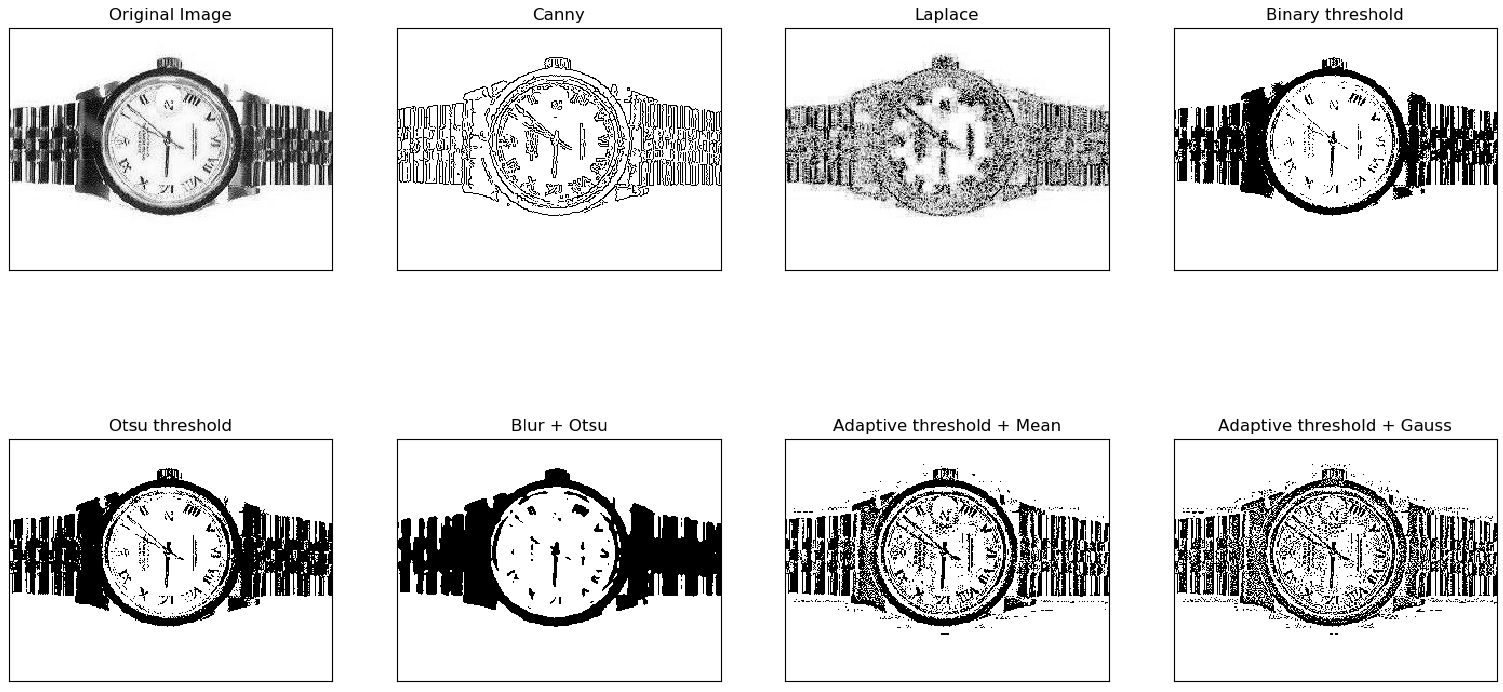 Original Image
Canny
Laplace
Binary threshold
Otsu threshold
Blur + Otsu
Adaptive threshold + Mean
Adaptive threshold + Gauss